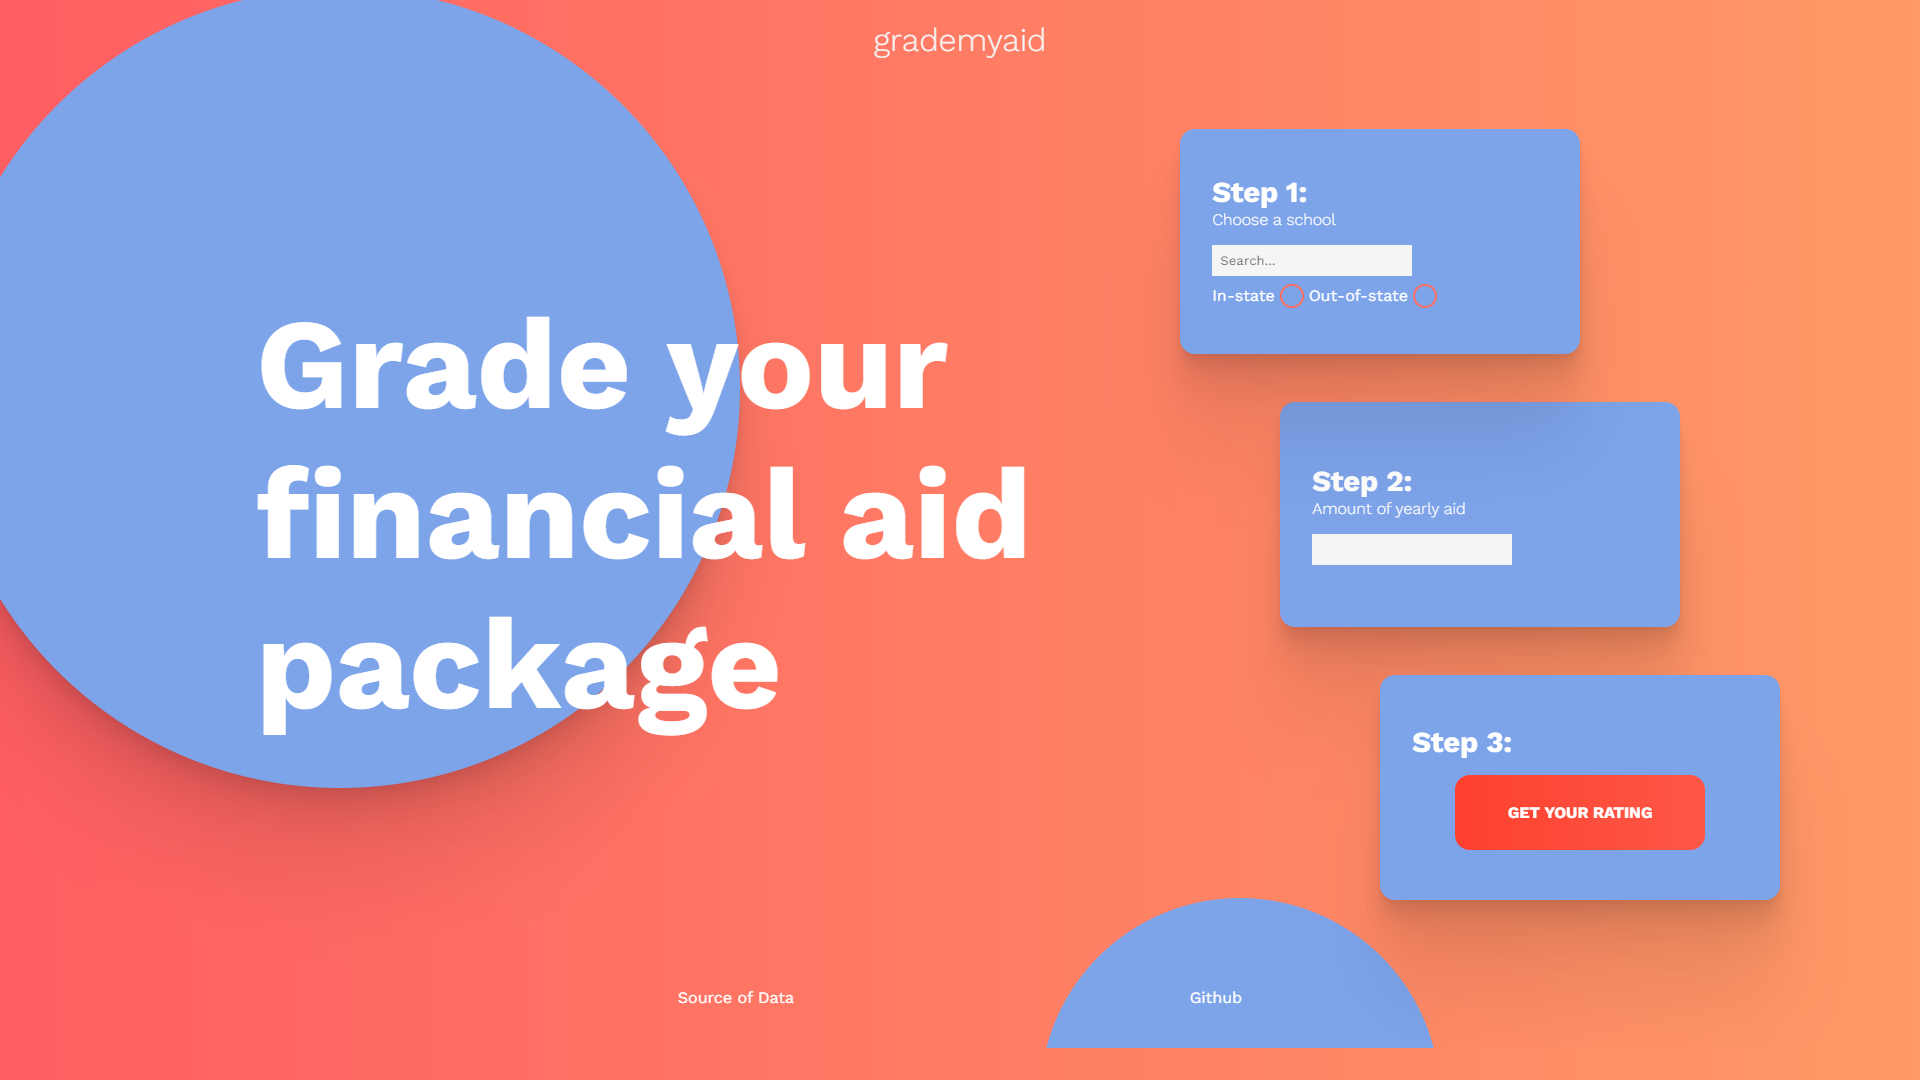 grademyaid
Grade your
financial aid
package
Step 1:
Choose a school
Search...
In-state Out-of-state
Step 2:
Amount of yearly aid
Step 3:
GET YOUR RATING
Source of Data
Github